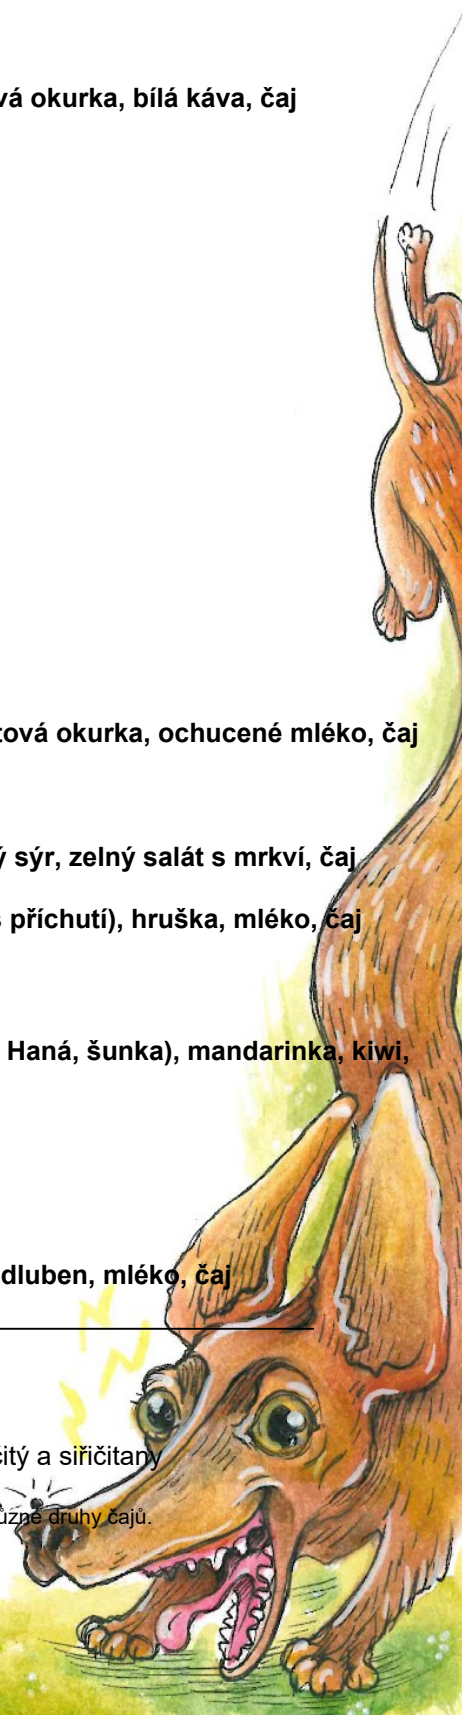 vá okurka, bílá káva, čaj
tová okurka, ochucené mléko, čaj
ý sýr, zelný salát s mrkví, čaj
s příchutí), hruška, mléko, čaj
Haná, šunka), mandarinka, kiwi,
dluben, mléko, čaj
čitý a siřičitany
ůzné druhy čajů.